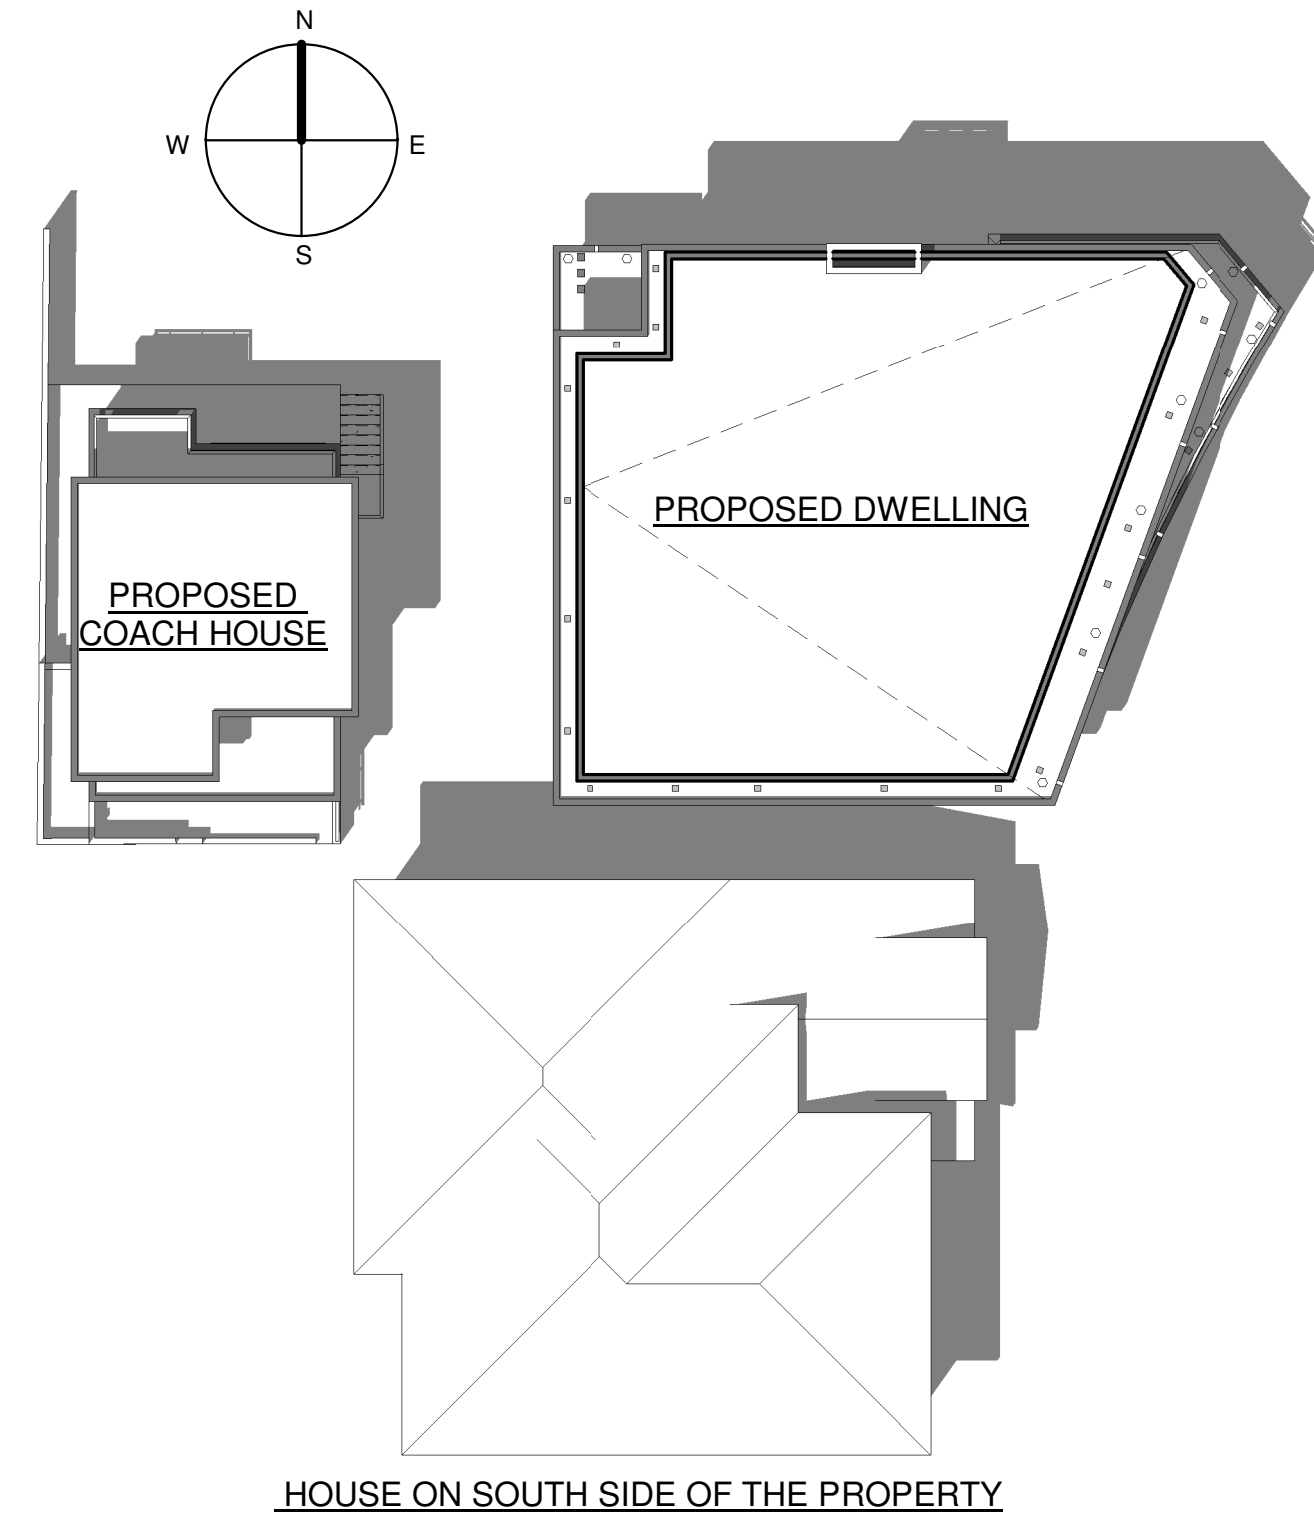 N
W
E
S
PROPOSED DWELLING
PROPOSED
COACH HOUSE
HOUSE ON SOUTH SIDE OF THE PROPERTY